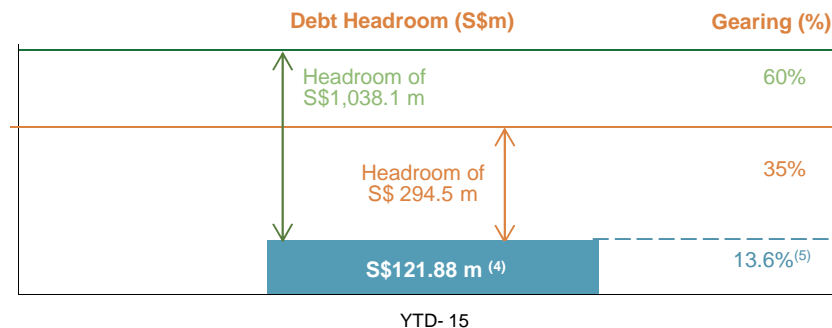 Debt Headroom (S$m)
Gearing (%)
Headroom of
S$1,038.1 m
60%
Headroom of
S$ 294.5 m
35%
S$121.88 m (4)
13.6%(5)
YTD- 15